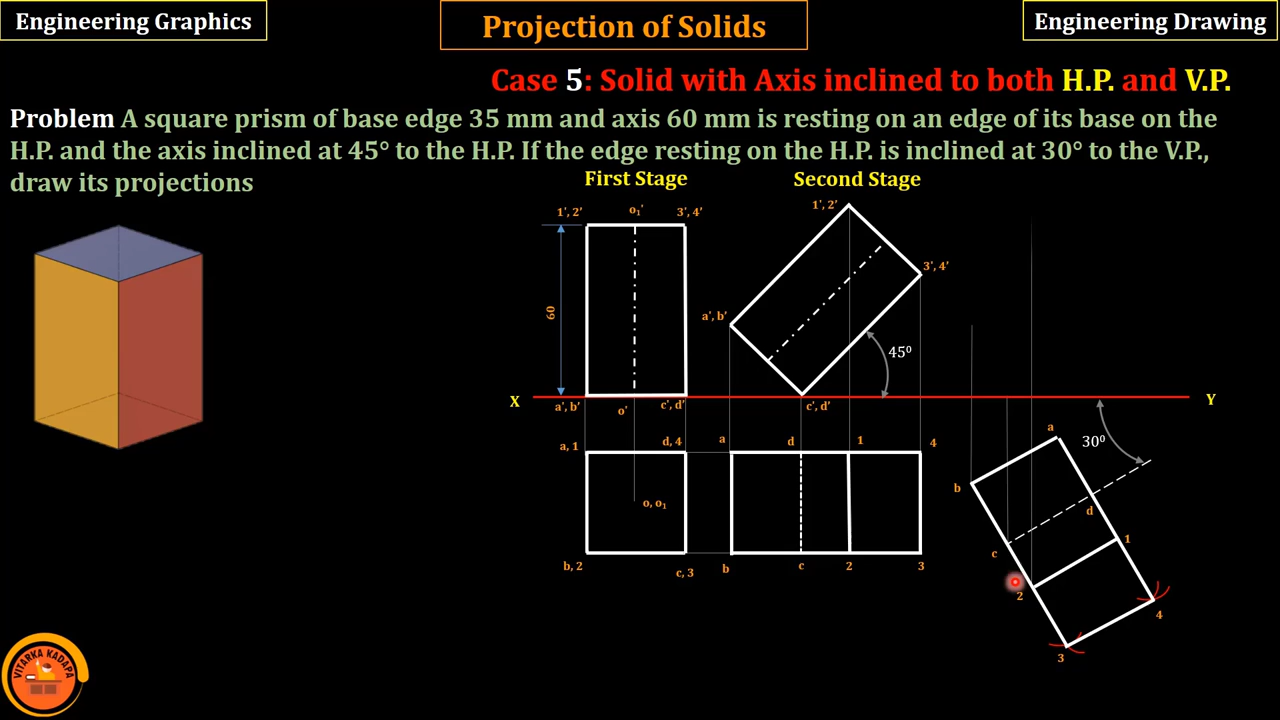 Engineering Graphics
Projection of Solids
Engineering Drawing
Case 5: Solid with Axis inclined to both H.P. and V.P.
Problem A square prism of base edge 35 mm and axis 60 mm is resting on an edge of its base on the
H.P. and the axis inclined at 45° to the H.P. If the edge resting on the H.P. is inclined at 30° to the V.P.,
draw its projections
First Stage
Second Stage
1', 2'
o₁'
3', 4'
1', 2'
3', 4'
60
a', b'
45⁰
X
a', b'
o'
c', d'
c', d'
Y
a, 1
d, 4
a
d
1
4
a
30⁰
b
o, o₁
d
c
1
b, 2
c, 3
b
c
2
3
2
4
3
VITARKA KADAPA